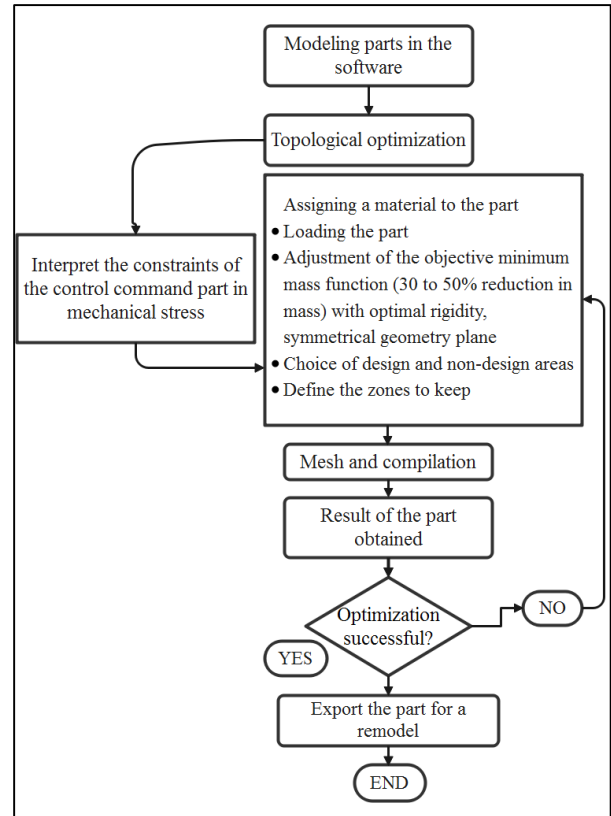 Modeling parts in the
software
Topological optimization
Interpret the constraints of
the control command part in
mechanical stress
Assigning a material to the part
• Loading the part
• Adjustment of the objective minimum
mass function (30 to 50% reduction in
mass) with optimal rigidity,
symmetrical geometry plane
• Choice of design and non-design areas
• Define the zones to keep
Mesh and compilation
Result of the part
obtained
Optimization
successful?
NO
YES
Export the part for a
remodel
END